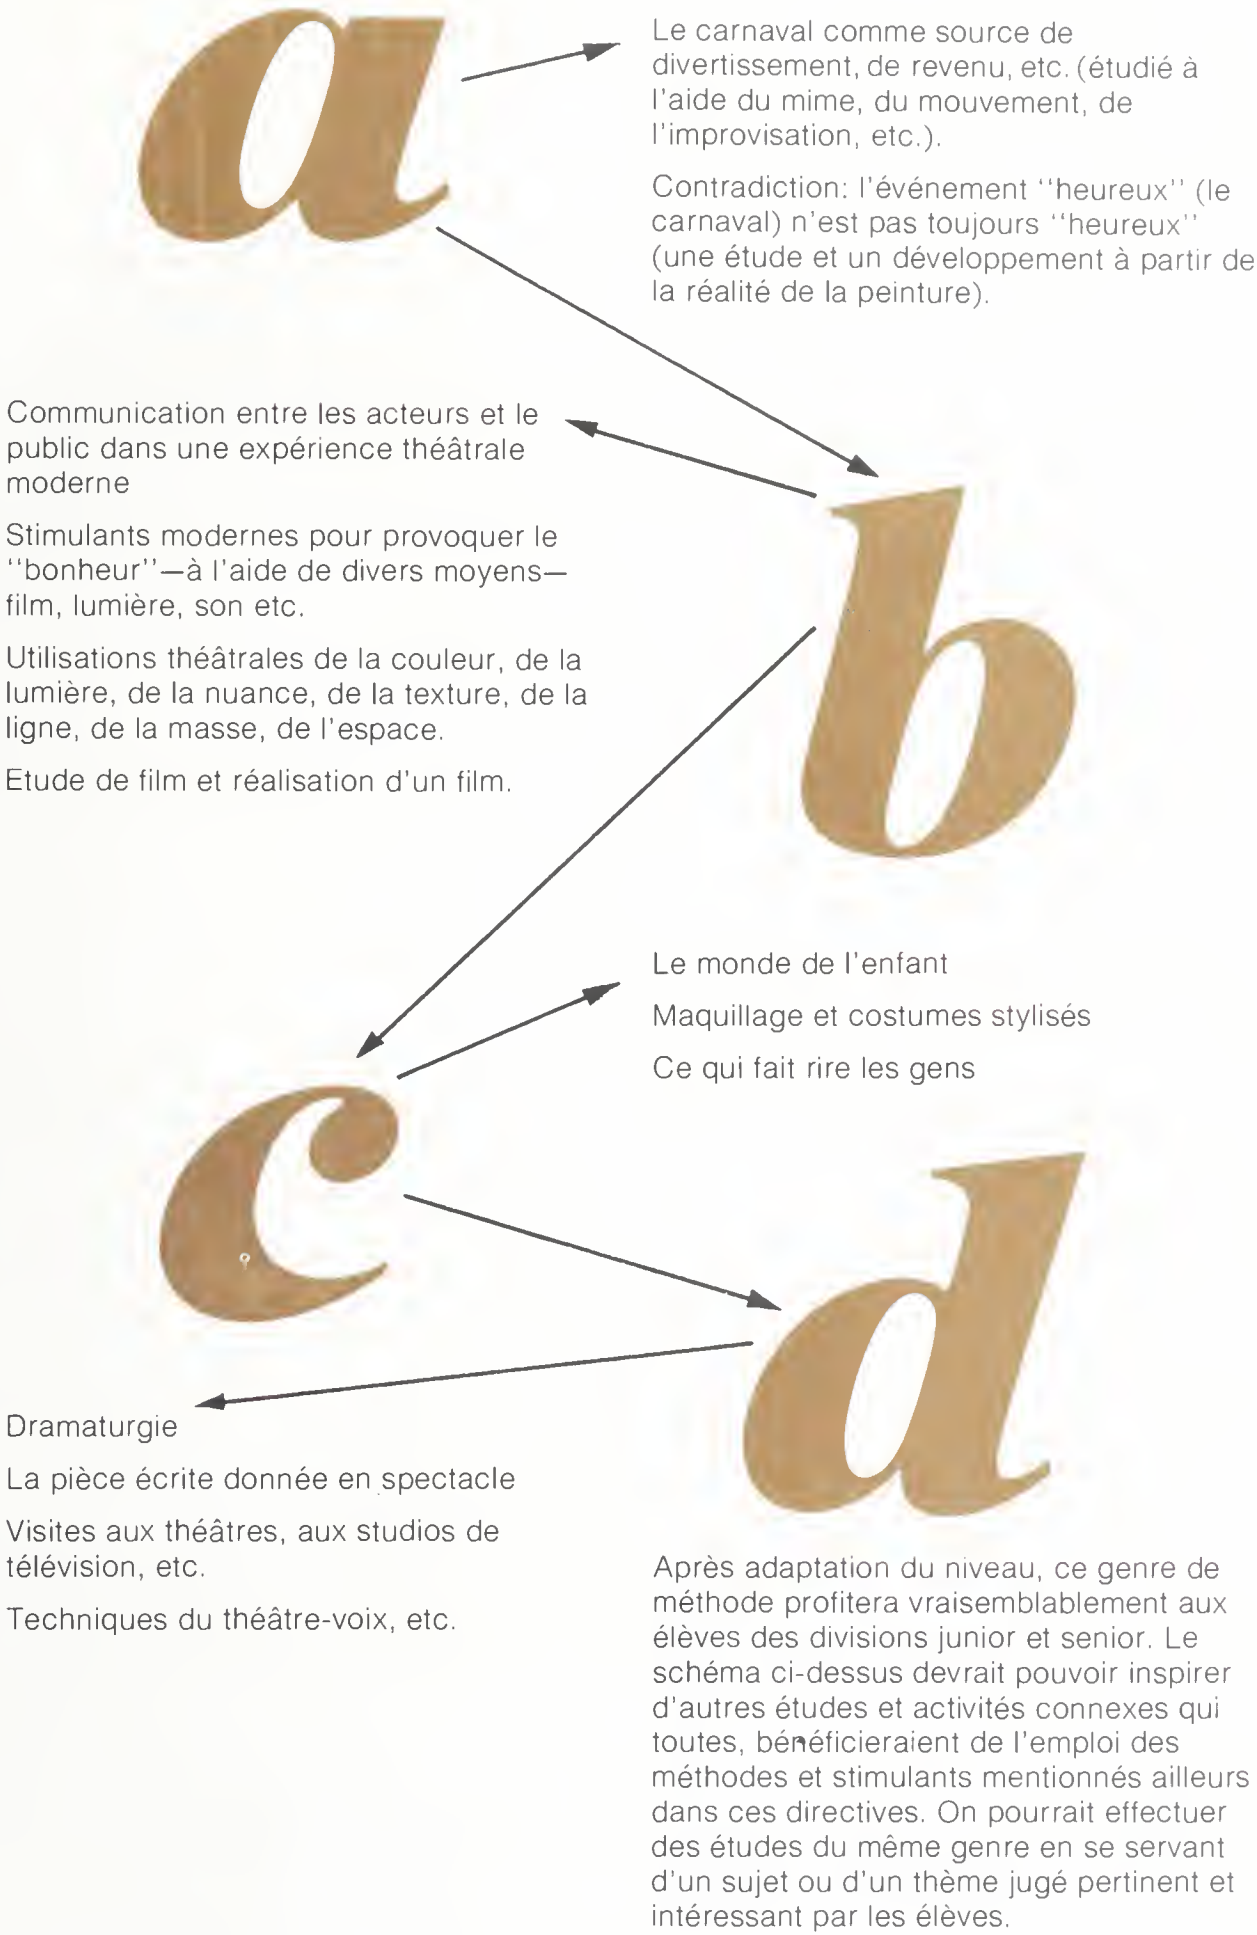 a
Le carnaval comme source de
divertissement, de revenu, etc. (étudié à
l'aide du mime, du mouvement, de
l'improvisation, etc.).
Contradiction: l'événement ''heureux'' (le
carnaval) n'est pas toujours ''heureux''
(une étude et un développement à partir de
la réalité de la peinture).
b
Communication entre les acteurs et le
public dans une expérience théâtrale
moderne
Stimulants modernes pour provoquer le
''bonheur''—à l'aide de divers moyens—
film, lumière, son etc.
Utilisations théâtrales de la couleur, de la
lumière, de la nuance, de la texture, de la
ligne, de la masse, de l'espace.
Etude de film et réalisation d'un film.
c
Le monde de l'enfant
Maquillage et costumes stylisés
Ce qui fait rire les gens
d
Dramaturgie
La pièce écrite donnée en spectacle
Visites aux théâtres, aux studios de
télévision, etc.
Techniques du théâtre-voix, etc.
Après adaptation du niveau, ce genre de
méthode profitera vraisemblablement aux
élèves des divisions junior et senior. Le
schéma ci-dessus devrait pouvoir inspirer
d'autres études et activités connexes qui
toutes, bénéficieraient de l'emploi des
méthodes et stimulants mentionnés ailleurs
dans ces directives. On pourrait effectuer
des études du même genre en se servant
d'un sujet ou d'un thème jugé pertinent et
intéressant par les élèves.